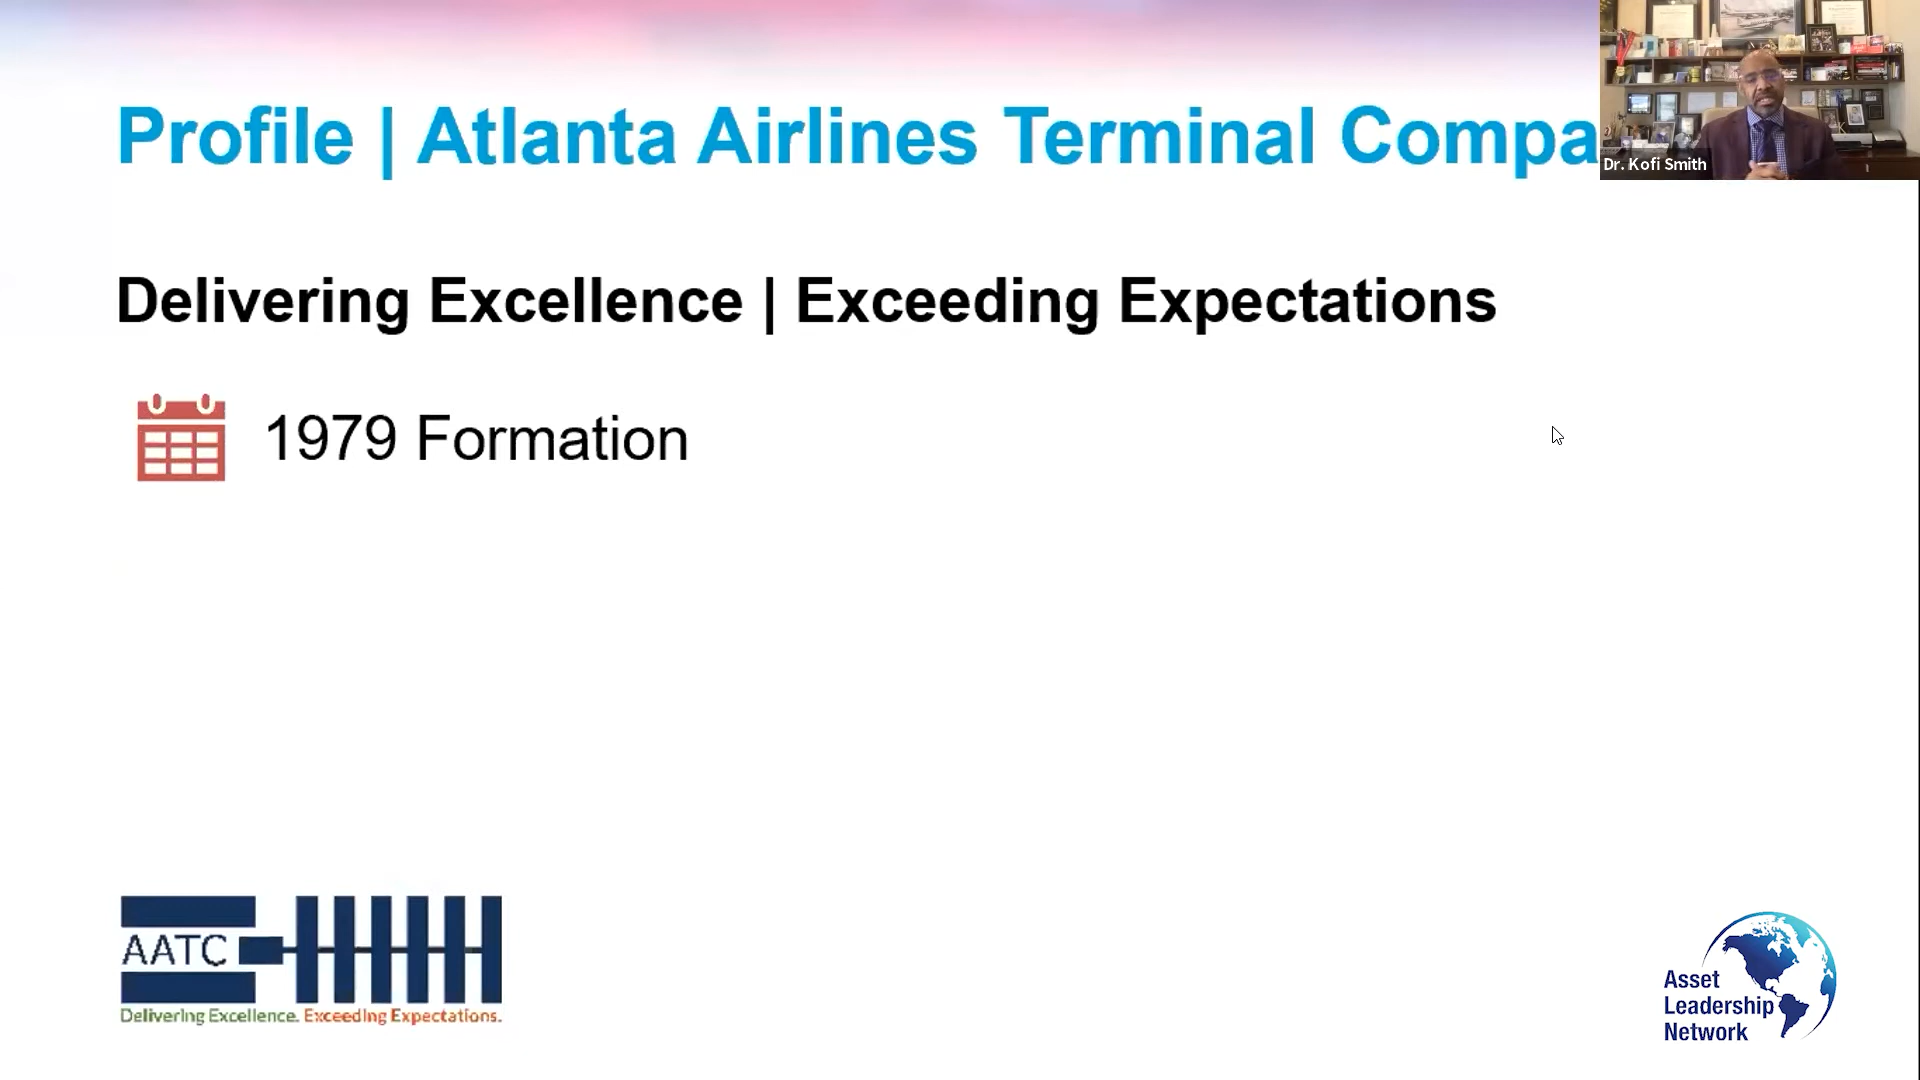 Profile | Atlanta Airlines Terminal Compa
Dr. Kofi Smith
Delivering Excellence | Exceeding Expectations
1979 Formation
AATC
Delivering Excellence. Exceeding Expectations.
Asset
Leadership
Network